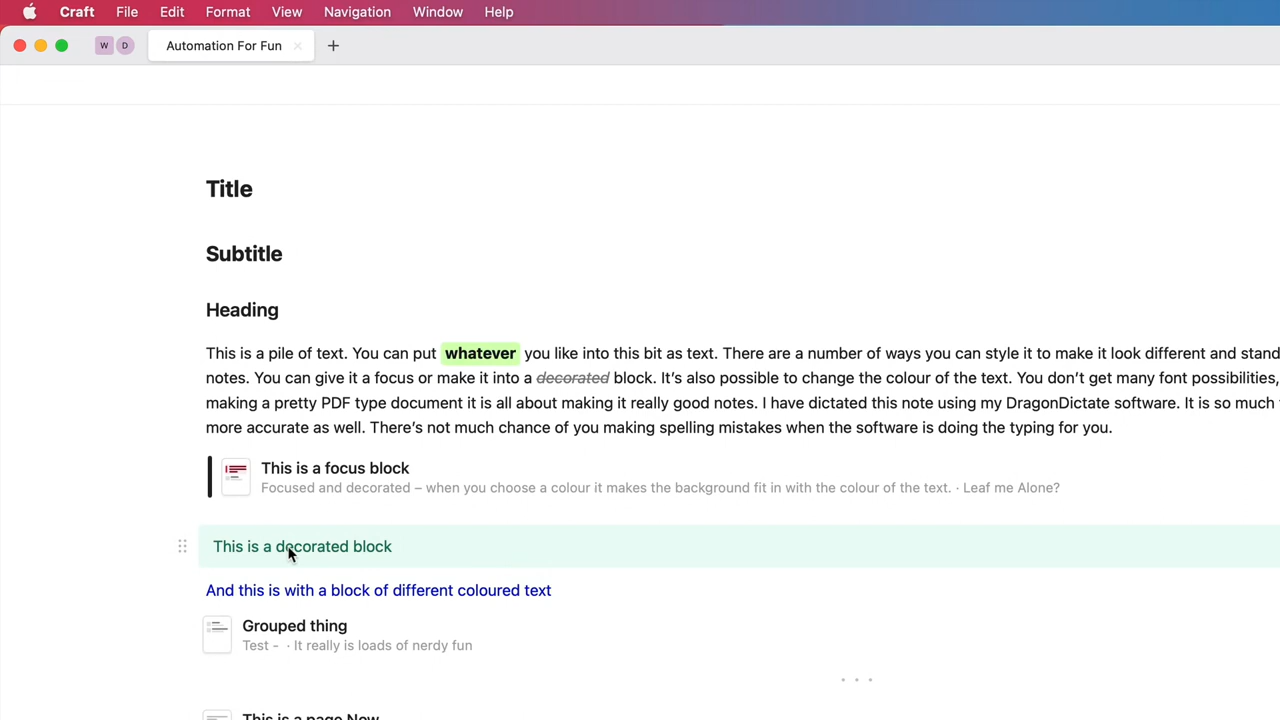 Craft File Edit Format View Navigation Window Help
W D Automation For Fun
Title
Subtitle
Heading
This is a pile of text. You can put whatever you like into this bit as text. There are a number of ways you can style it to make it look different and stand
notes. You can give it a focus or make it into a decorated block. It’s also possible to change the colour of the text. You don’t get many font possibilities,
making a pretty PDF type document it is all about making it really good notes. I have dictated this note using my DragonDictate software. It is so much
more accurate as well. There’s not much chance of you making spelling mistakes when the software is doing the typing for you.
This is a focus block
Focused and decorated – when you choose a colour it makes the background fit in with the colour of the text. · Leaf me Alone?
This is a decorated block
And this is with a block of different coloured text
Grouped thing
Test - · It really is loads of nerdy fun
This is a page Now